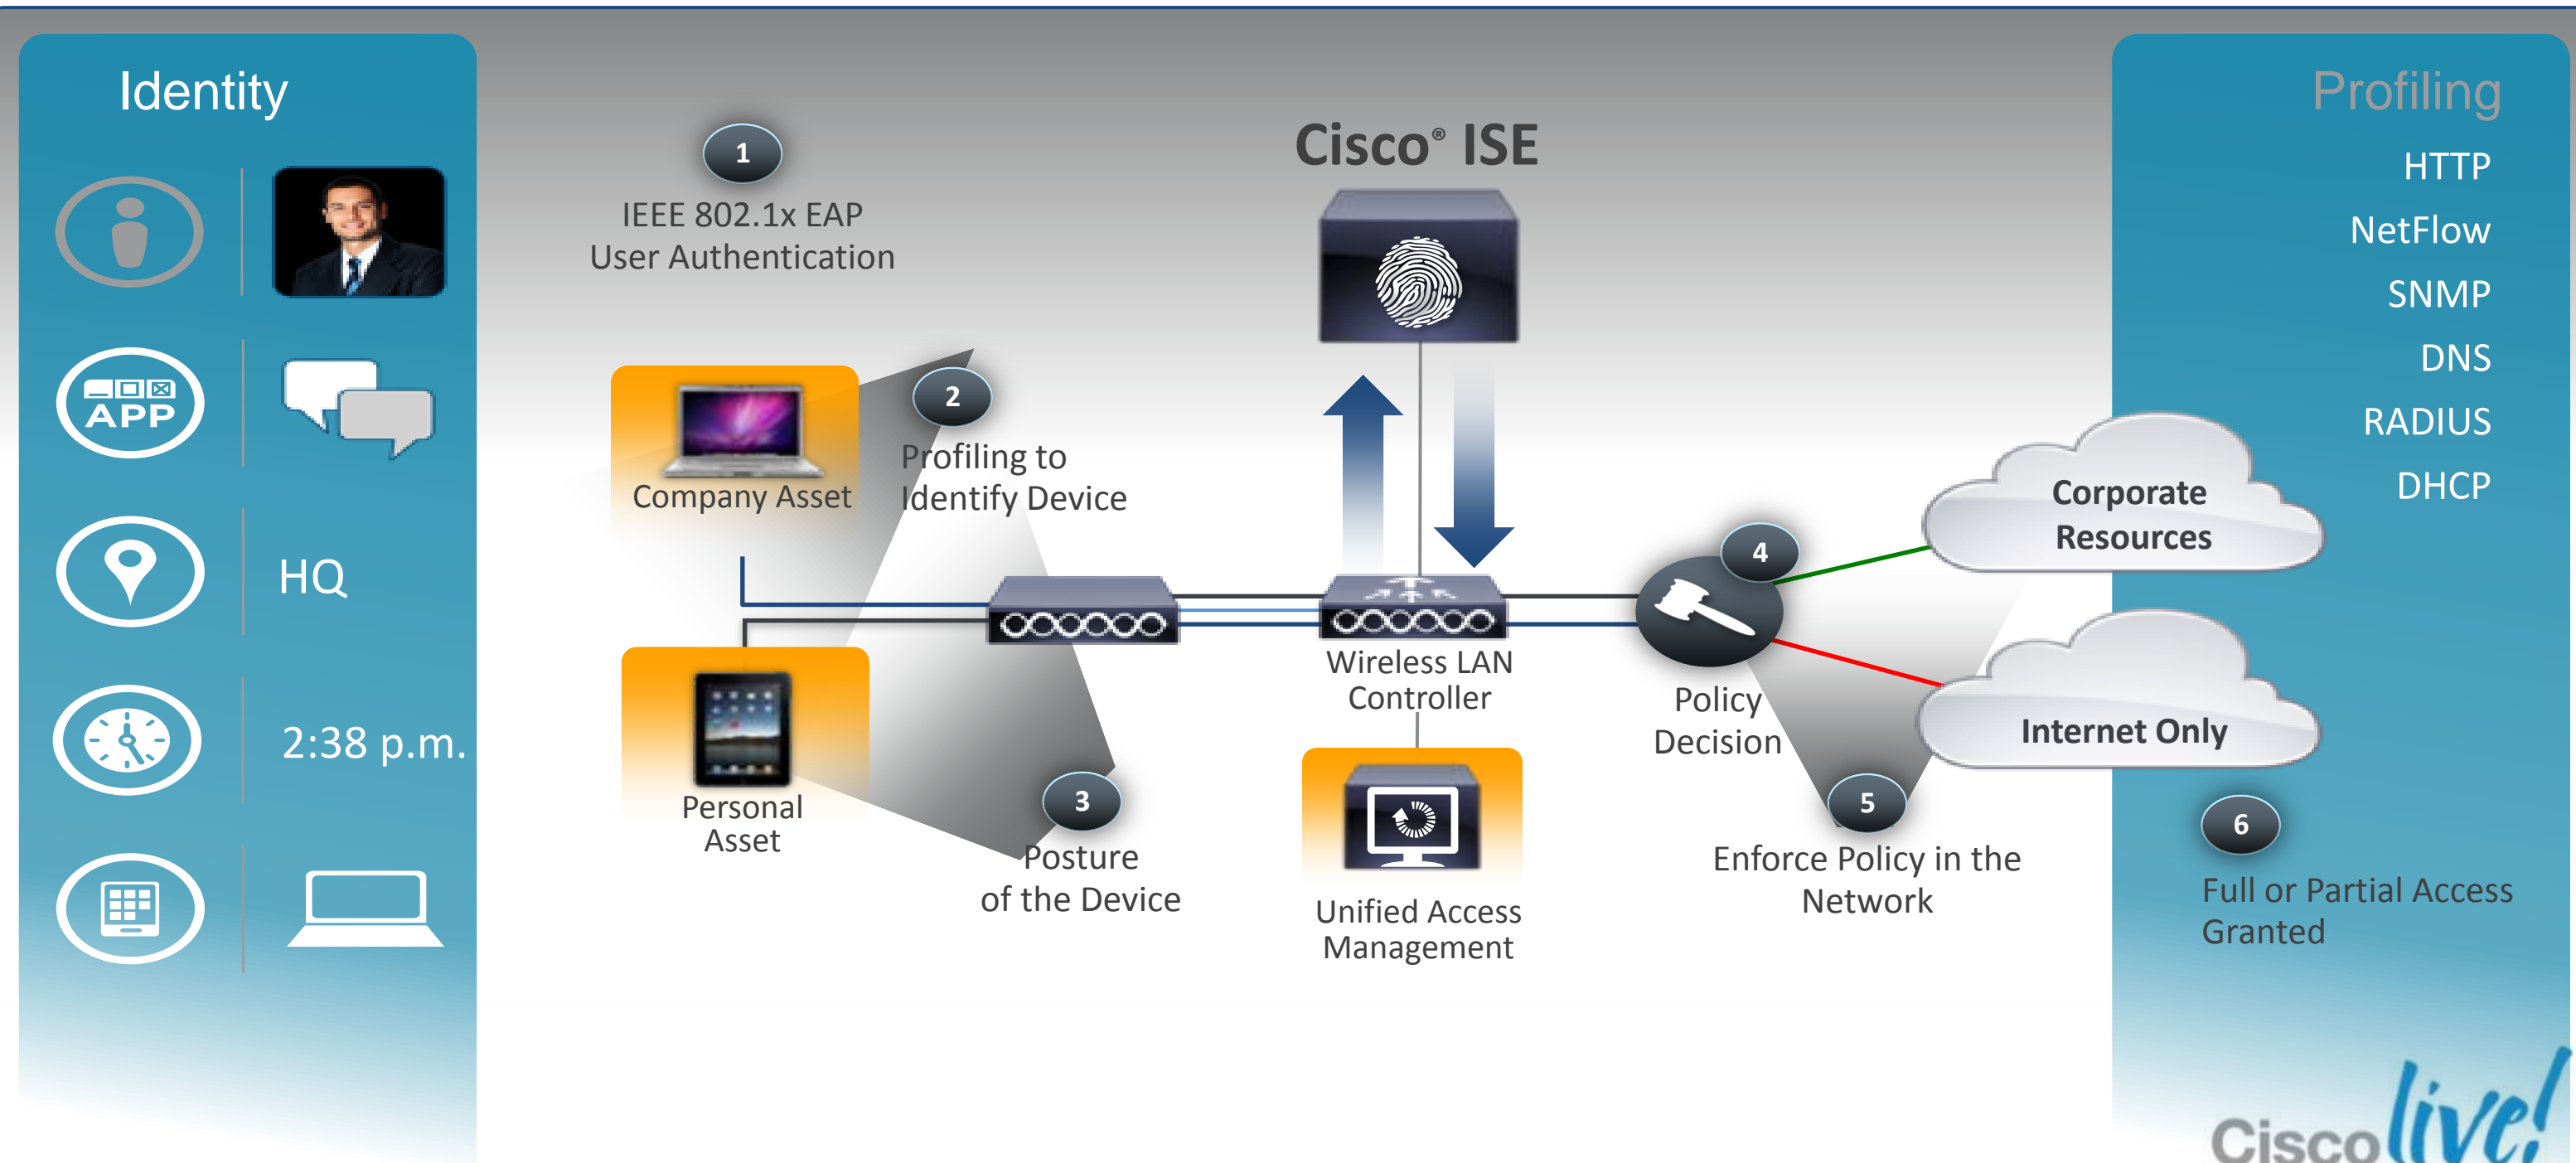 Identity
APP
HQ
2:38 p.m.
1
IEEE 802.1x EAP
User Authentication
Company Asset
2
Profiling to
Identify Device
Personal
Asset
3
Posture
of the Device
Cisco® ISE
Wireless LAN
Controller
Unified Access
Management
4
Policy
Decision
5
Enforce Policy in the
Network
Corporate
Resources
Internet Only
Profiling
HTTP
NetFlow
SNMP
DNS
RADIUS
DHCP
6
Full or Partial Access
Granted
Cisco live!